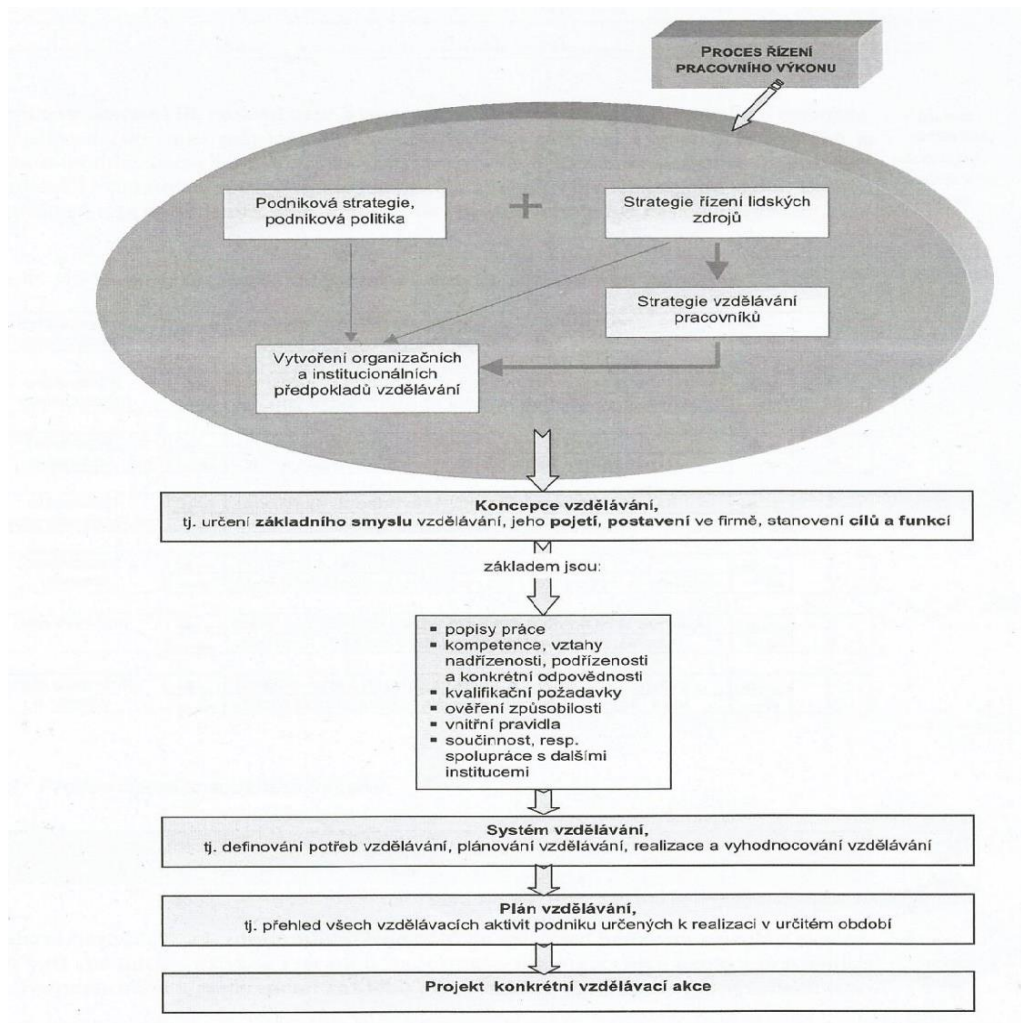 PROCES ŘÍZENÍ
PRACOVNÍHO VÝKONU
Podniková strategie,
podniková politika
+
Strategie řízení lidských
zdrojů
Strategie vzdělávání
pracovníků
Vytvoření organizačních
a institucionálních
předpokladů vzdělávání
Koncepce vzdělávání,
tj. určení základního smyslu vzdělávání, jeho pojetí, postavení ve firmě, stanovení cílů a funkcí
základem jsou:
▪ popisy práce
▪ kompetence, vztahy
nadřízenosti, podřízenosti
a konkrétní odpovědnosti
▪ kvalifikační požadavky
▪ ověření způsobilosti
▪ vnitřní pravidla
▪ součinnost, resp.
spolupráce s dalšími
institucemi
Systém vzdělávání,
tj. definování potřeb vzdělávání, plánování vzdělávání, realizace a vyhodnocování vzdělávání
Plán vzdělávání,
tj. přehled všech vzdělávacích aktivit podniku určených k realizaci v určitém období
Projekt konkrétní vzdělávací akce